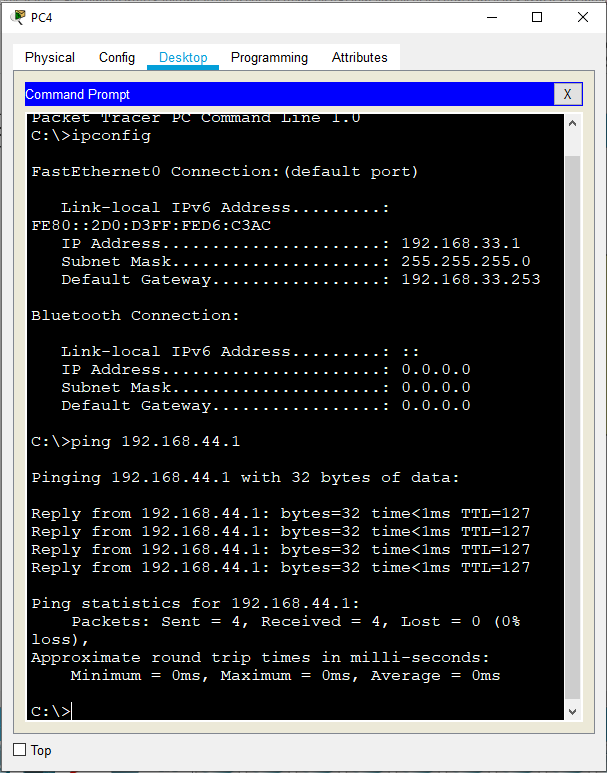 PC4
Physical Config Desktop Programming Attributes
Command Prompt X
Packet Tracer PC Command Line 1.0
C:\>ipconfig
FastEthernet0 Connection:(default port)
Link-local IPv6 Address.........:
FE80::2D0:D3FF:FED6:C3AC
IP Address......................: 192.168.33.1
Subnet Mask.....................: 255.255.255.0
Default Gateway.................: 192.168.33.253
Bluetooth Connection:
Link-local IPv6 Address.........: ::
IP Address......................: 0.0.0.0
Subnet Mask.....................: 0.0.0.0
Default Gateway.................: 0.0.0.0
C:\>ping 192.168.44.1
Pinging 192.168.44.1 with 32 bytes of data:
Reply from 192.168.44.1: bytes=32 time<1ms TTL=127
Reply from 192.168.44.1: bytes=32 time<1ms TTL=127
Reply from 192.168.44.1: bytes=32 time<1ms TTL=127
Reply from 192.168.44.1: bytes=32 time<1ms TTL=127
Ping statistics for 192.168.44.1:
Packets: Sent = 4, Received = 4, Lost = 0 (0%
loss),
Approximate round trip times in milli-seconds:
Minimum = 0ms, Maximum = 0ms, Average = 0ms
C:\>
Top